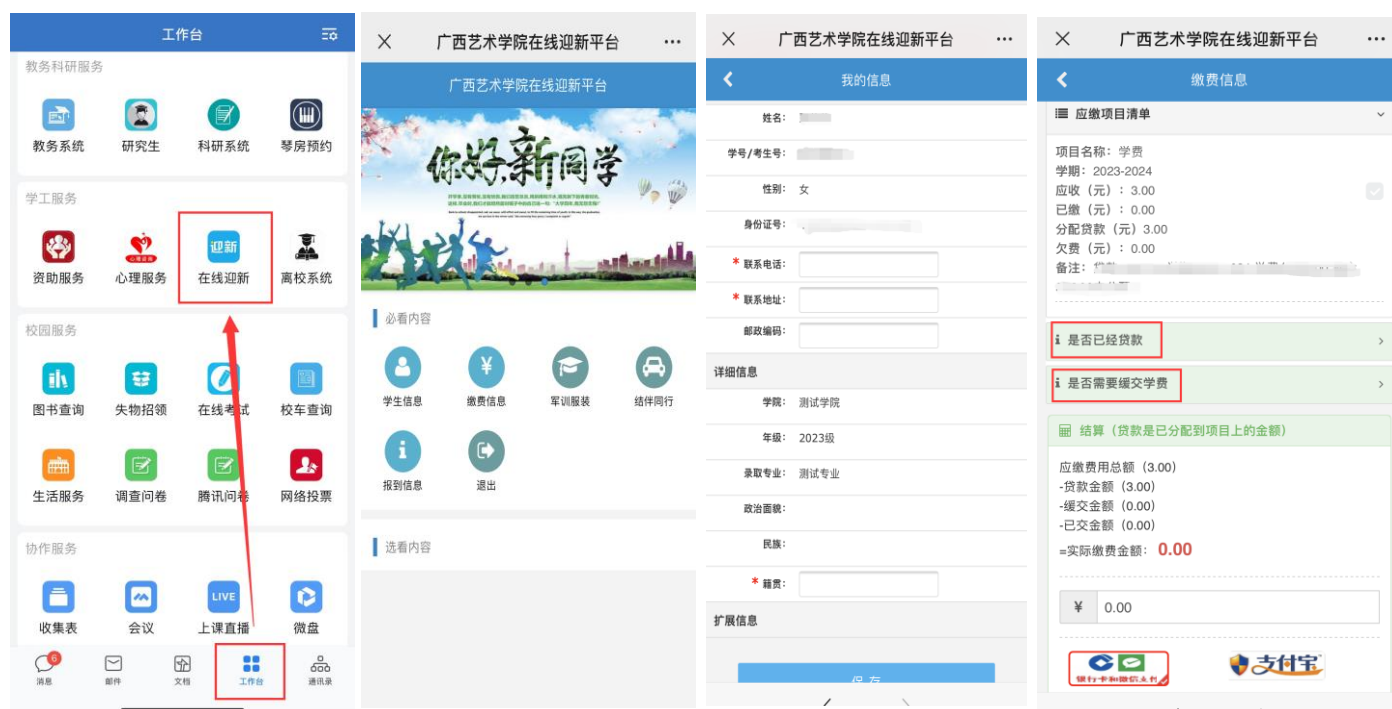 工作台
教务科研服务
教务系统 研究生 科研系统 琴房预约
学工服务
迎新
心理咨询
资助服务 心理服务 在线迎新 离校系统
校园服务
图书查询 失物招领 在线考试 校车查询
生活服务 调查问卷 腾讯问卷 网络投票
协作服务
LIVE
收集表 会议 上课直播 微盘
6
消息 邮件 文档 工作台 通讯录
广西艺术学院在线迎新平台
广西艺术学院在线迎新平台
你好,新同学
必看内容
¥
学生信息 缴费信息 军训服装 结伴同行
报到信息 退出
选看内容
广西艺术学院在线迎新平台
我的信息
姓名:
学号/考生号:
性别: 女
身份证号:
* 联系电话:
* 联系地址:
邮政编码:
详细信息
学院: 测试学院
年级: 2023级
录取专业: 测试专业
政治面貌:
民族:
* 籍贯:
扩展信息
保 存
广西艺术学院在线迎新平台
缴费信息
应缴项目清单
项目名称: 学费
学期: 2023-2024
应收(元): 3.00
已缴(元): 0.00
分配贷款(元) 3.00
欠费(元): 0.00
备注:
i 是否已经贷款
i 是否需要缓交学费
结算(贷款是已分配到项目上的金额)
应缴费用总额(3.00)
-贷款金额(3.00)
-缓交金额(0.00)
-已交金额(0.00)
=实际缴费金额: 0.00
¥ 0.00
银行卡和微信支付 支付宝